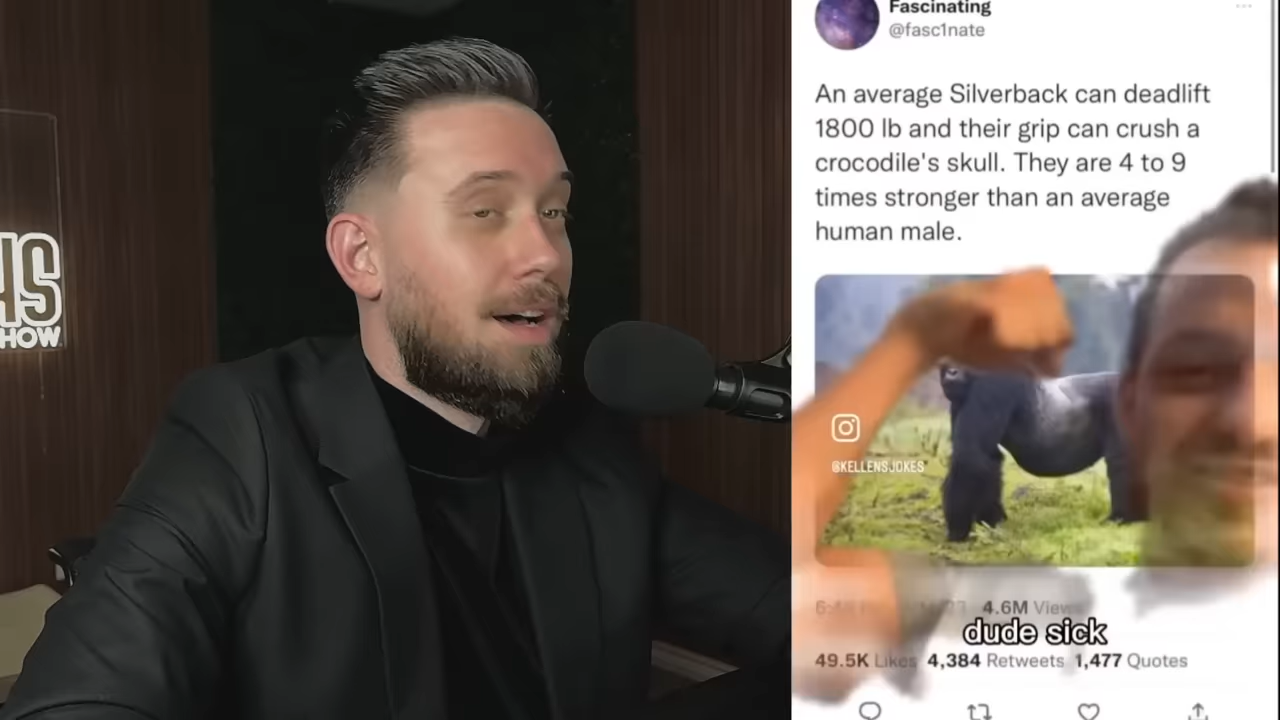 HS
HOW
Fascinating
@fasc1nate
An average Silverback can deadlift
1800 lb and their grip can crush a
crocodile's skull. They are 4 to 9
times stronger than an average
human male.
@KELLENSJOKES
4.6M Views
dude sick
49.5K Likes 4,384 Retweets 1,477 Quotes